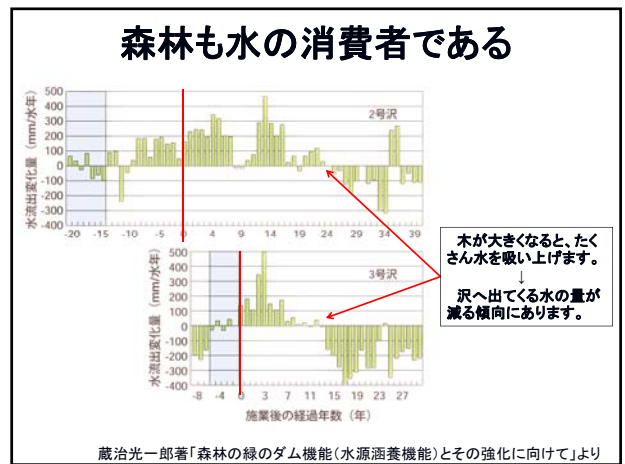 森林も水の消費者である
水流出変化量（mm/水年）
500
400
300
200
100
0
-100
-200
-300
-400
2号沢
-20 -15 -10 -5 0 4 9 14 19 24 29 34 39
水流出変化量（mm/水年）
500
400
300
200
100
0
-100
-200
-300
-400
3号沢
-8 -4 -1 3 7 11 15 19 23 27
施業後の経過年数（年）
木が大きくなると、たく
さん水を吸い上げます。
↓
沢へ出てくる水の量が
減る傾向にあります。
蔵治光一郎著「森林の緑のダム機能(水源涵養機能)とその強化に向けて」より